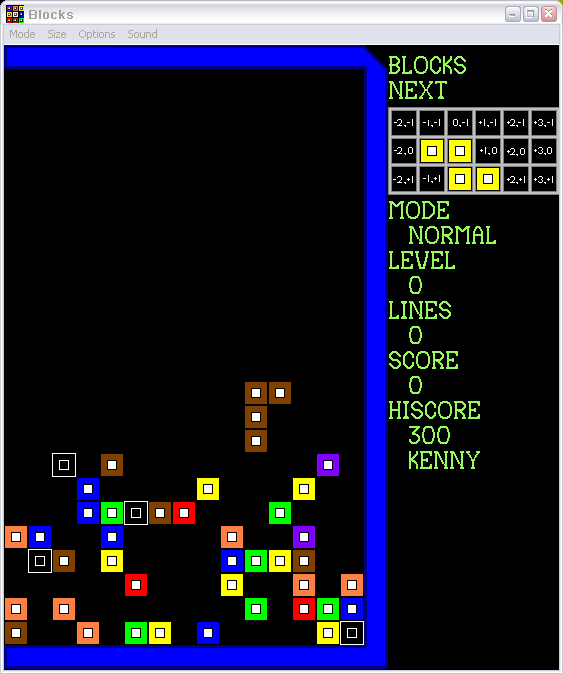 Blocks
Mode Size Options Sound
BLOCKS
NEXT
-2,-1 -1,-1 0,-1 +1,-1 +2,-1 +3,-1
-2,0 +1,0 +2,0 +3,0
-2,+1 -1,+1 +2,+1 +3,+1
MODE
NORMAL
LEVEL
0
LINES
0
SCORE
0
HISCORE
300
KENNY